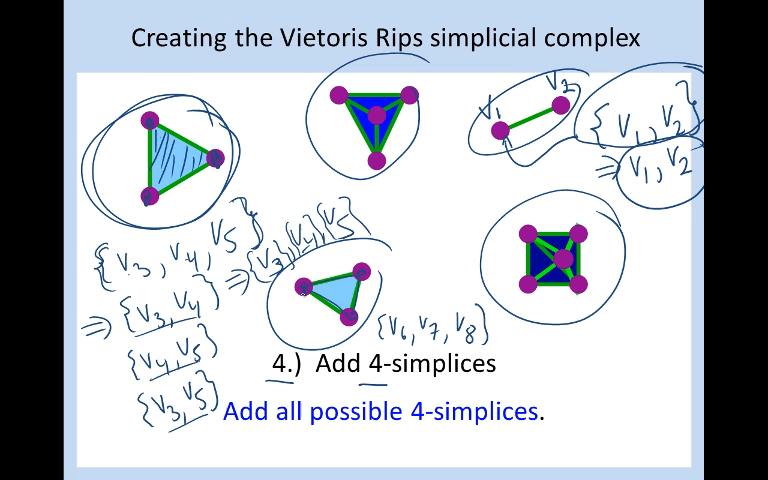 Creating the Vietoris Rips simplicial complex
V1 V2
{V1, V2}
⇒ V1, V2
{V3, V4, V5} ⇒ {V3}, {V4}, {V5}
⇒ {V3, V4}
{V4, V5}
{V3, V5}
{V6, V7, V8}
4.) Add 4-simplices
Add all possible 4-simplices.